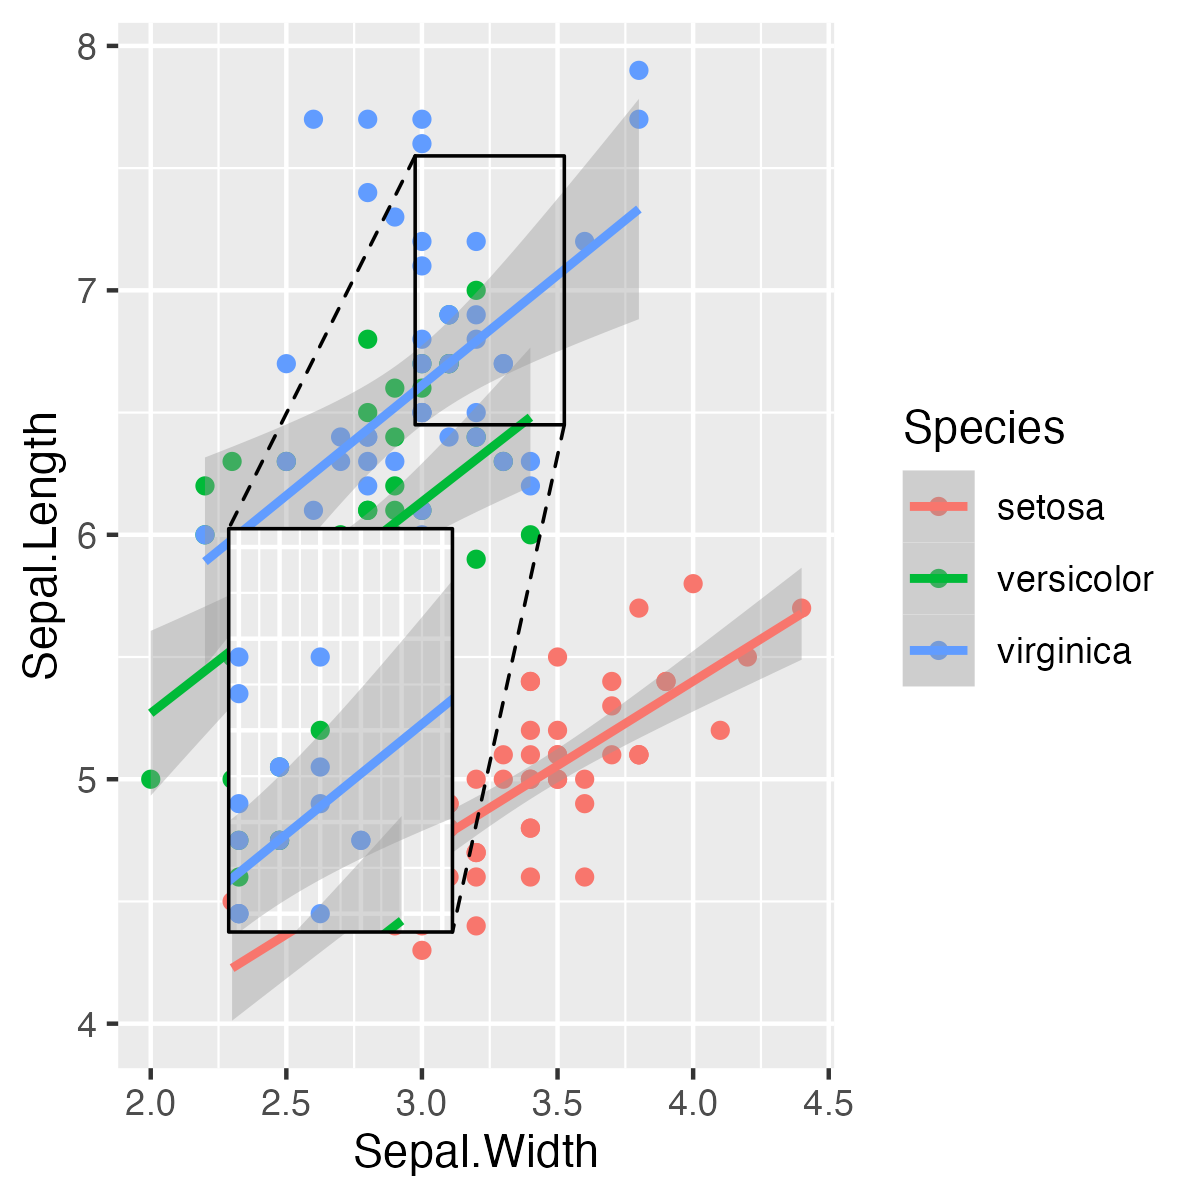 8
7
6
5
4
Sepal.Length
2.0 2.5 3.0 3.5 4.0 4.5
Sepal.Width
Species
setosa
versicolor
virginica